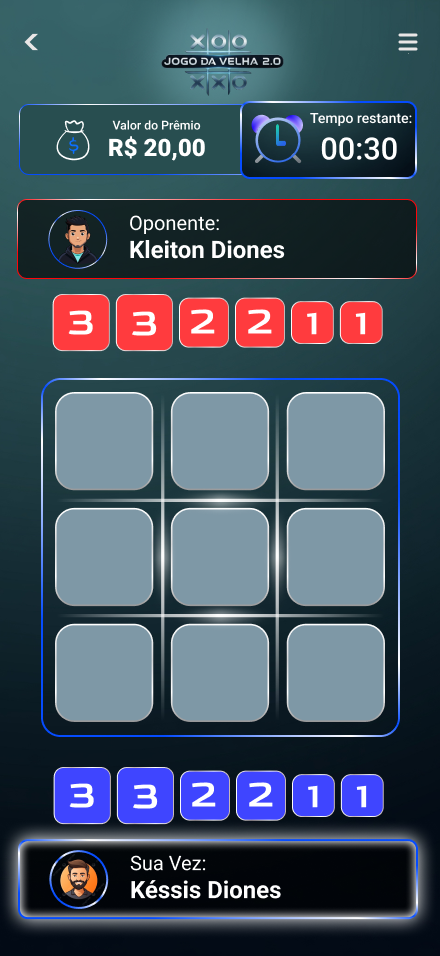 XOO
JOGO DA VELHA 2.0
XXO
Valor do Prêmio
R$ 20,00
Tempo restante:
00:30
Oponente:
Kleiton Diones
3 3 2 2 1 1
3 3 2 2 1 1
Sua Vez:
Késsis Diones